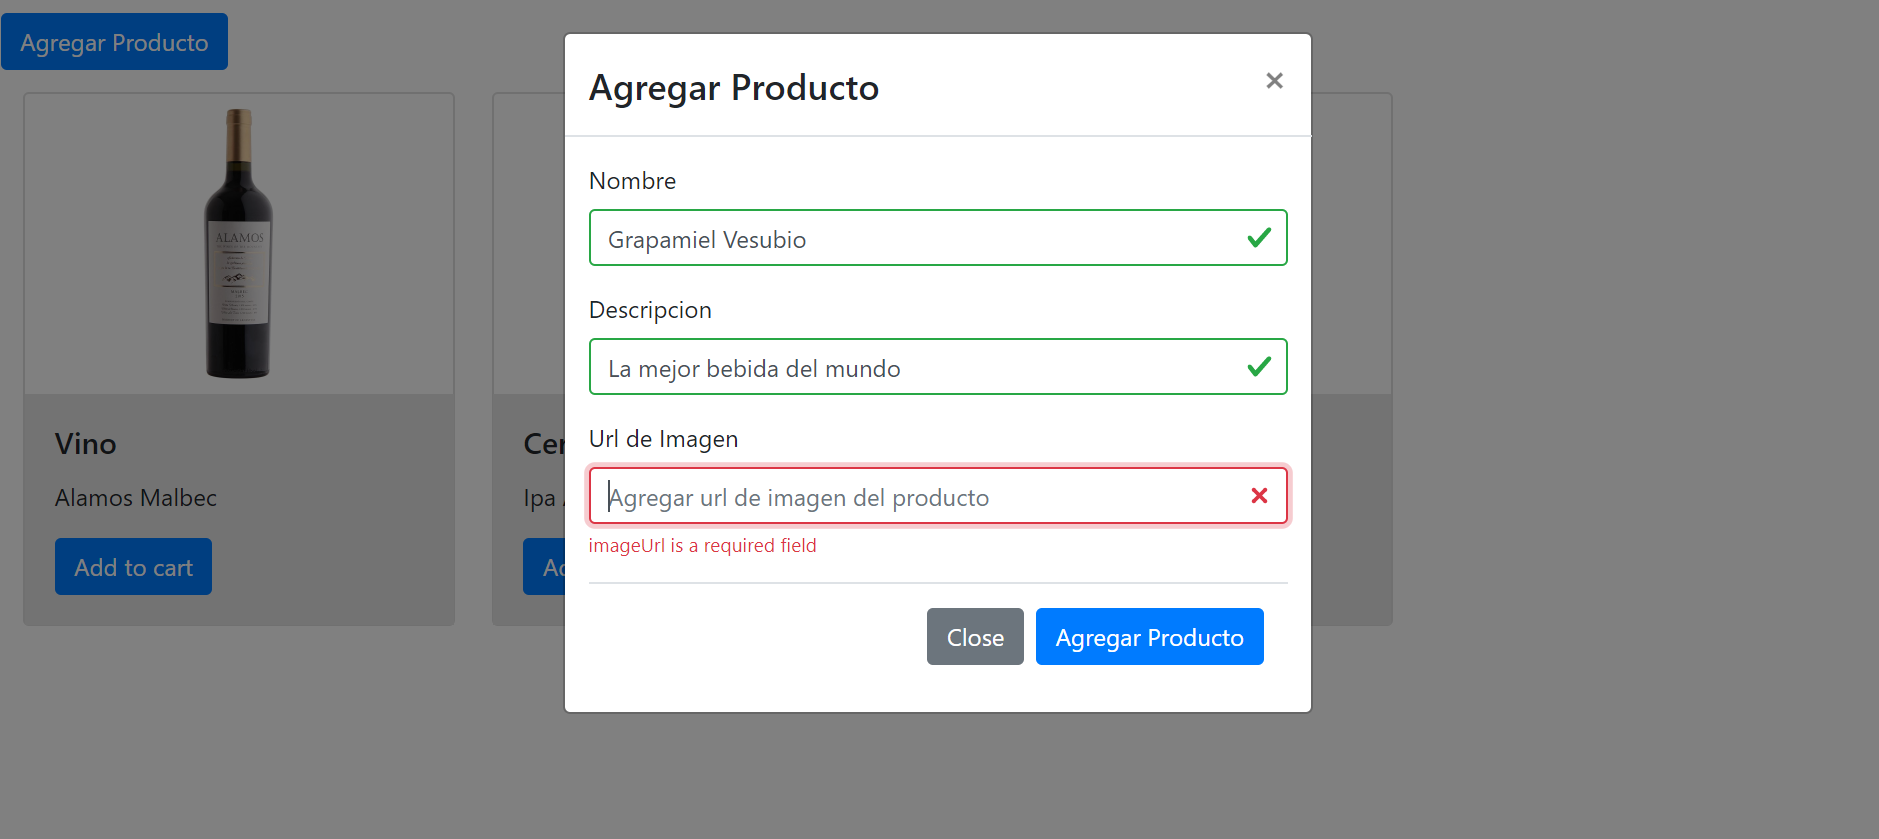 Agregar Producto
Agregar Producto
×
Nombre
Grapamiel Vesubio
Descripcion
La mejor bebida del mundo
Url de Imagen
Agregar url de imagen del producto
imageUrl is a required field
Close
Agregar Producto
ALAMOS
Vino
Alamos Malbec
Add to cart
Cer
Ipa